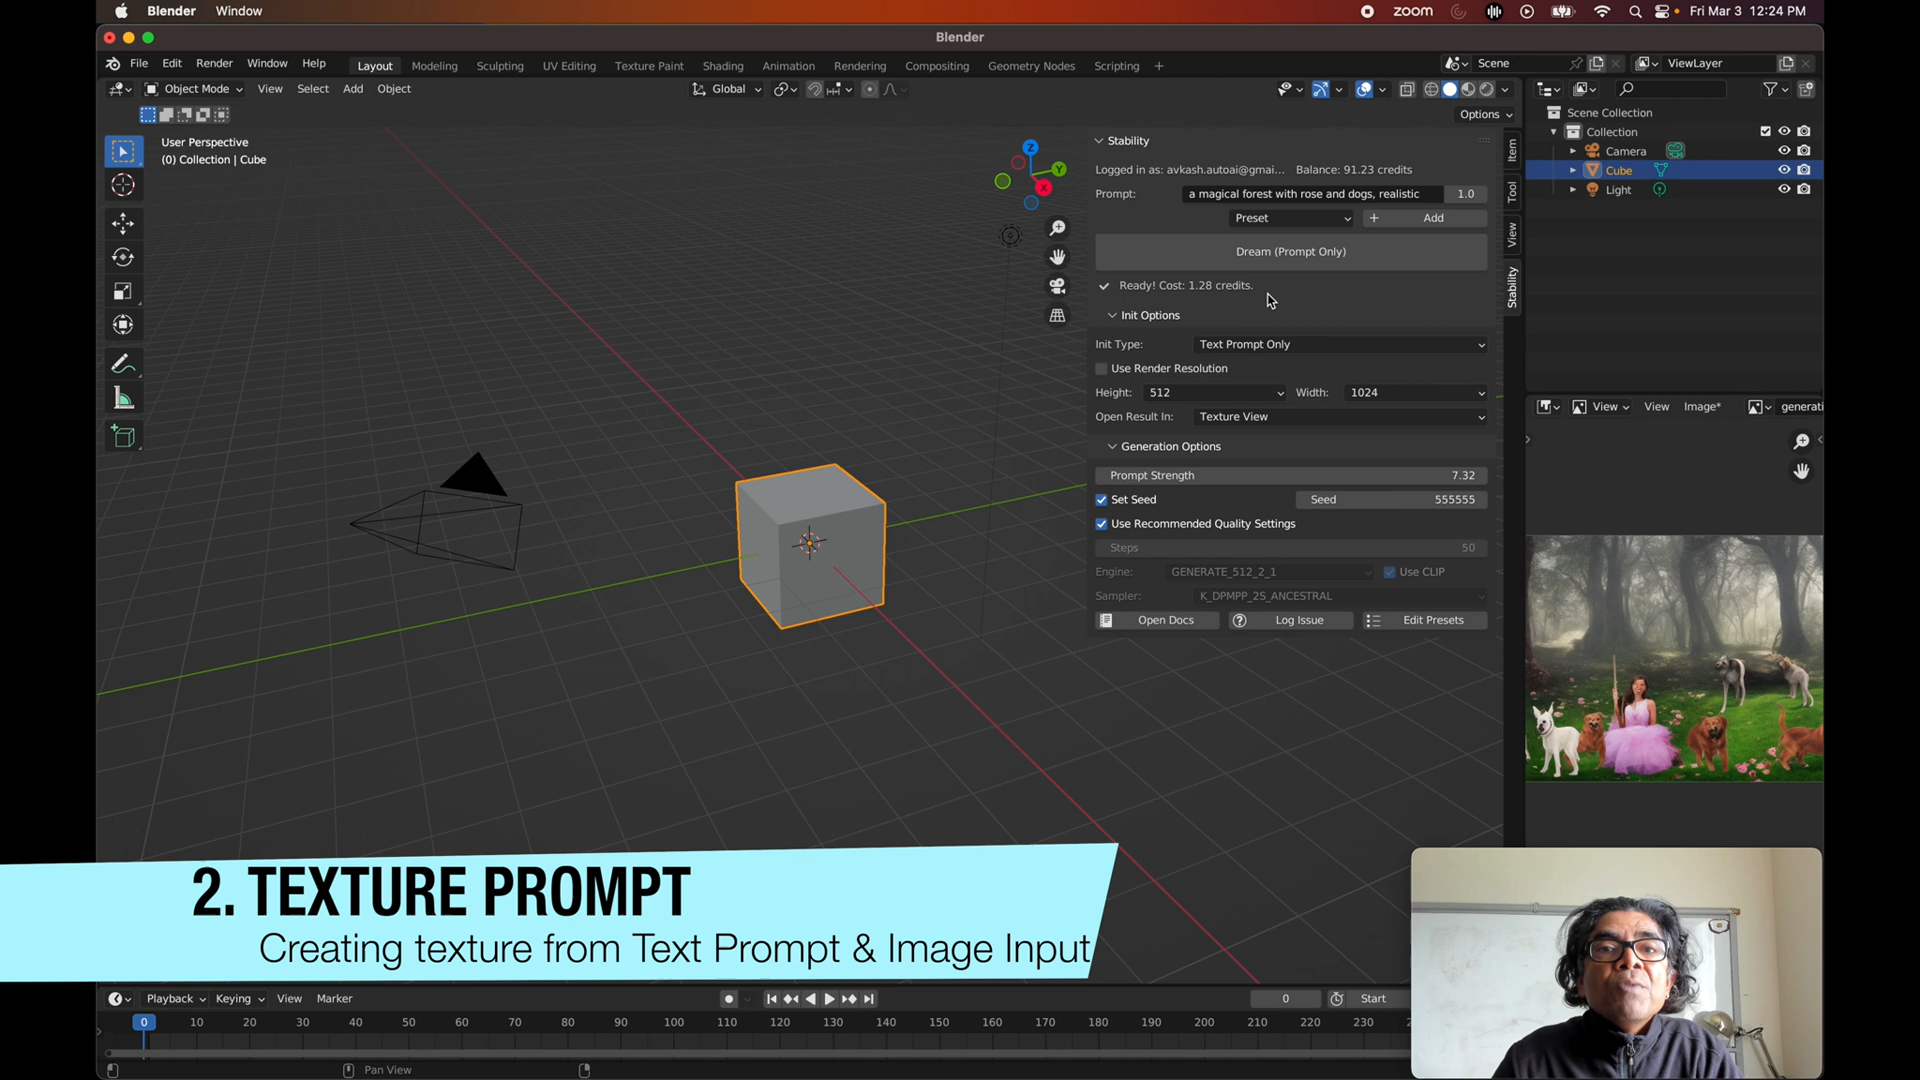 Blender Window
zoom Fri Mar 3 12:24 PM
Blender
File Edit Render Window Help
Layout Modeling Sculpting UV Editing Texture Paint Shading Animation Rendering Compositing Geometry Nodes Scripting +
Scene
ViewLayer
Object Mode View Select Add Object
Global
Options
User Perspective
(0) Collection | Cube
Z
Y
X
Stability
Logged in as: avkash.autoai@gmai... Balance: 91.23 credits
Prompt: a magical forest with rose and dogs, realistic 1.0
Preset + Add
Dream (Prompt Only)
Ready! Cost: 1.28 credits.
Init Options
Init Type: Text Prompt Only
Use Render Resolution
Height: 512 Width: 1024
Open Result In: Texture View
Generation Options
Prompt Strength 7.32
Set Seed Seed 555555
Use Recommended Quality Settings
Steps 50
Engine: GENERATE_512_2_1 Use CLIP
Sampler: K_DPMPP_2S_ANCESTRAL
Open Docs Log Issue Edit Presets
Item
Tool
View
Stability
Scene Collection
Collection
Camera
Cube
Light
View View Image* generati
2. TEXTURE PROMPT
Creating texture from Text Prompt & Image Input
Playback Keying View Marker
0 Start
0 10 20 30 40 50 60 70 80 90 100 110 120 130 140 150 160 170 180 190 200 210 220 230
Pan View